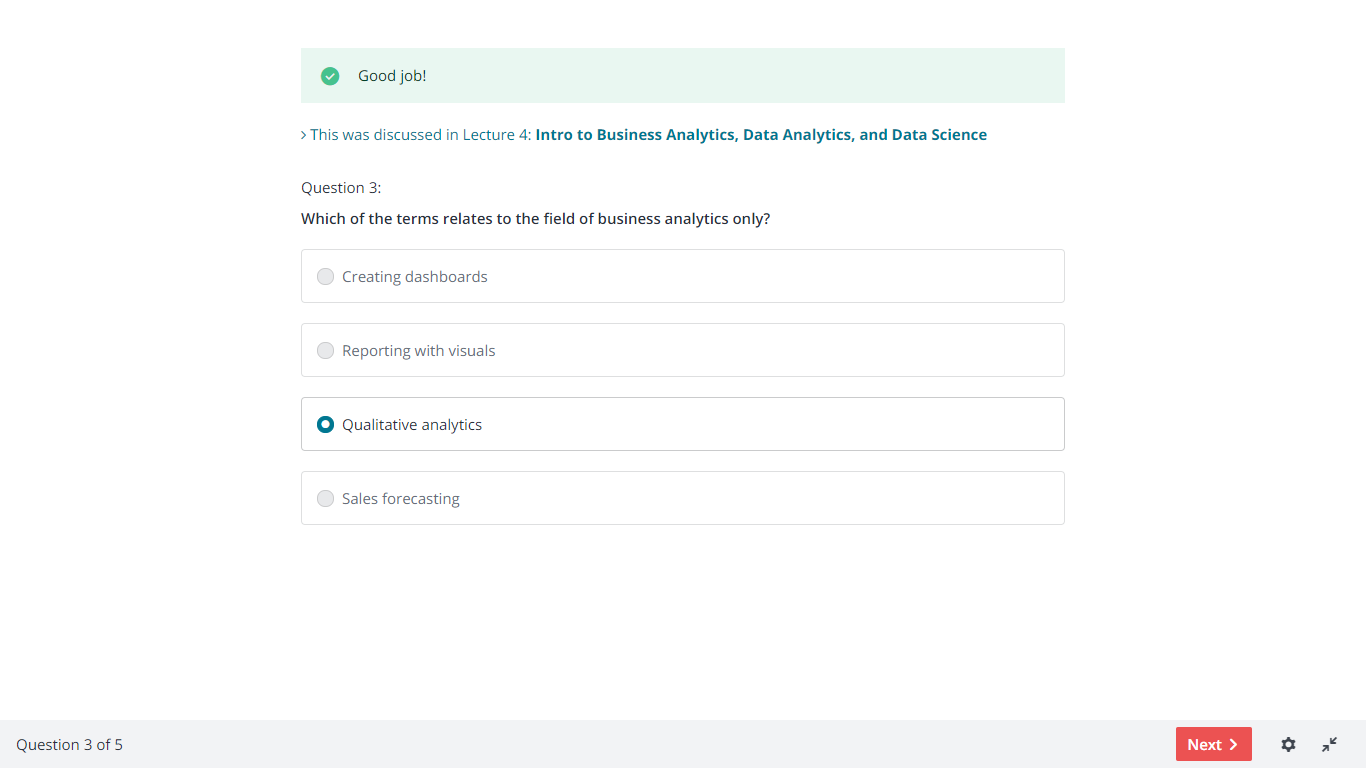 Good job!
This was discussed in Lecture 4: Intro to Business Analytics, Data Analytics, and Data Science
Question 3:
Which of the terms relates to the field of business analytics only?
Creating dashboards
Reporting with visuals
Qualitative analytics
Sales forecasting
Question 3 of 5
Next